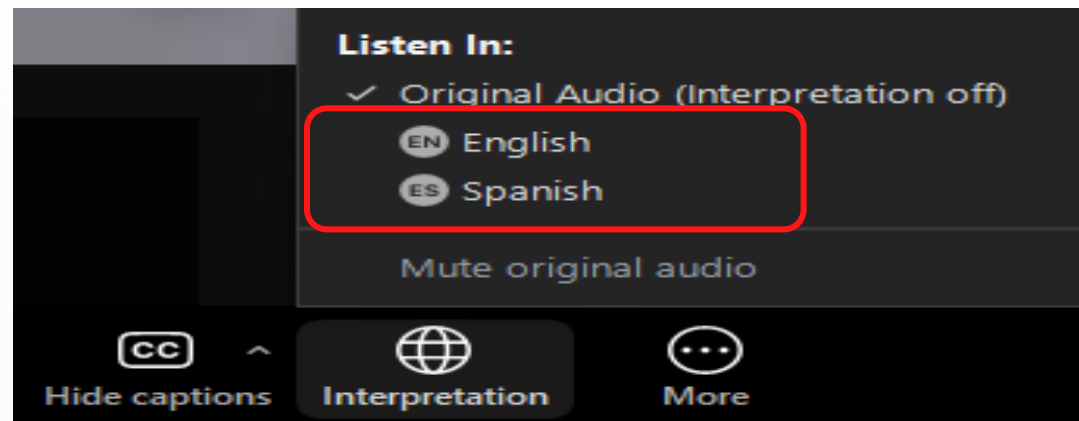 Listen In:
✓ Original Audio (Interpretation off)
EN English
ES Spanish
Mute original audio
CC
Hide captions Interpretation More